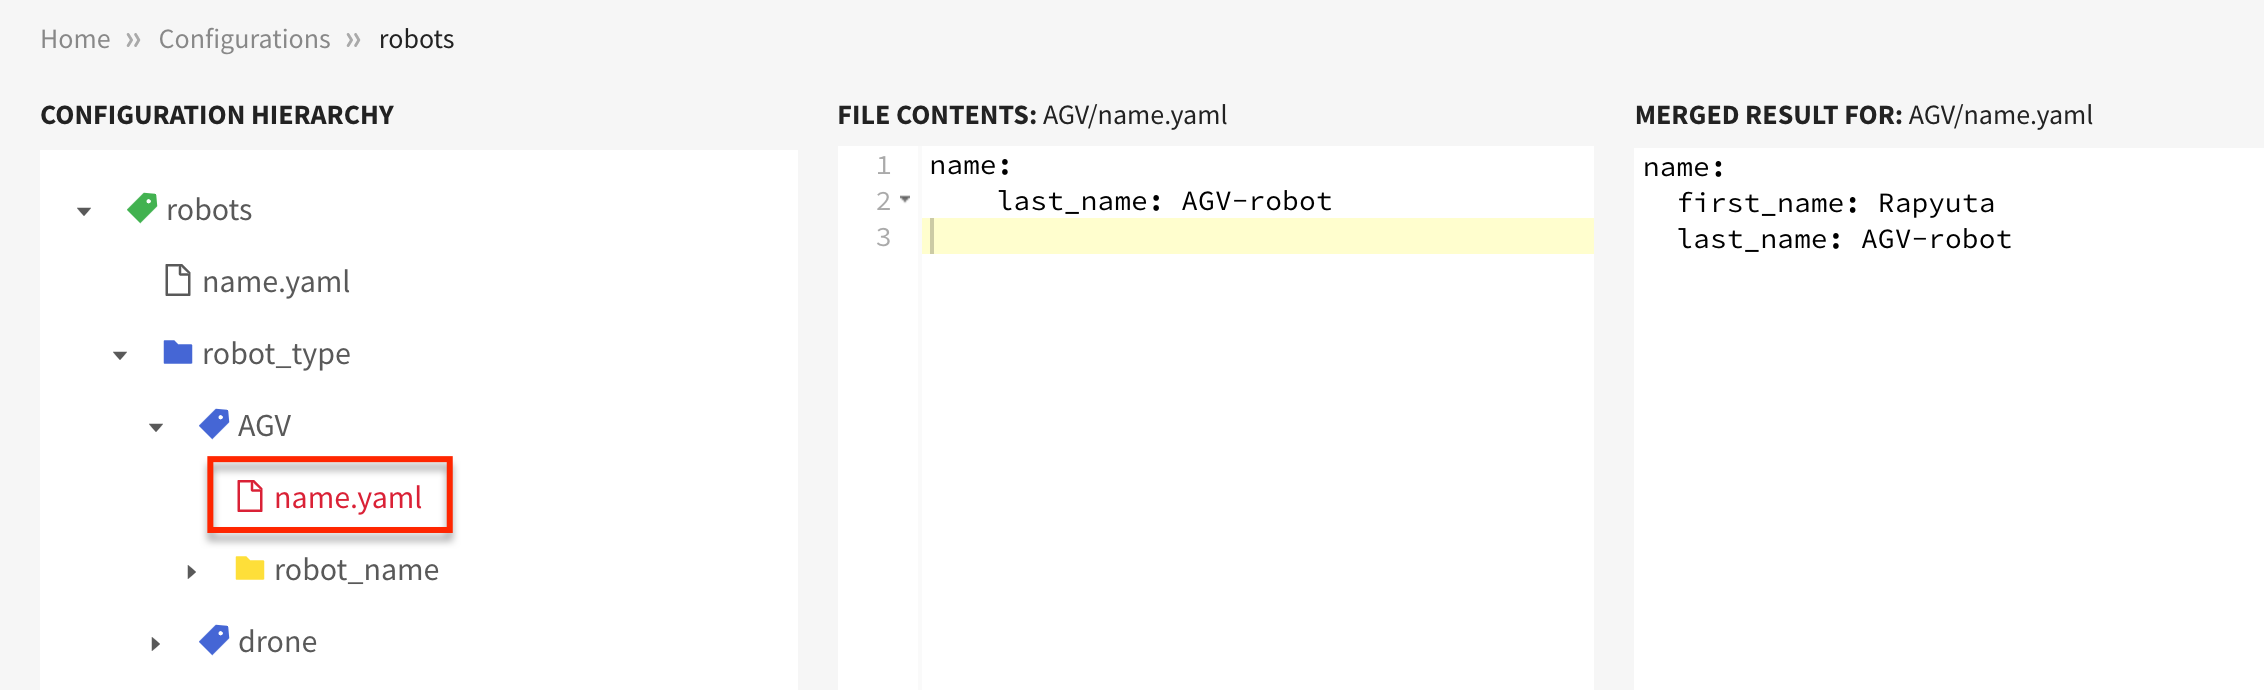 Home » Configurations » robots
CONFIGURATION HIERARCHY
robots
name.yaml
robot_type
AGV
name.yaml
robot_name
drone
FILE CONTENTS: AGV/name.yaml
1 name:
2     last_name: AGV-robot
3
MERGED RESULT FOR: AGV/name.yaml
name:
  first_name: Rapyuta
  last_name: AGV-robot